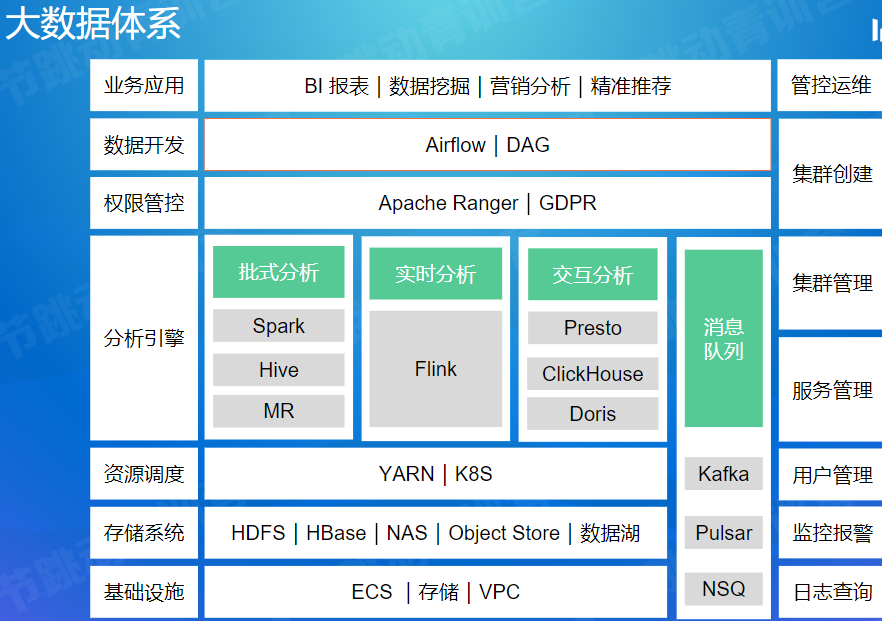 大数据体系
业务应用
BI 报表 | 数据挖掘 | 营销分析 | 精准推荐
管控运维
数据开发
Airflow | DAG
集群创建
权限管控
Apache Ranger | GDPR
分析引擎
批式分析
Spark
Hive
MR
实时分析
Flink
交互分析
Presto
ClickHouse
Doris
消息
队列
Kafka
Pulsar
NSQ
集群管理
服务管理
资源调度
YARN | K8S
用户管理
存储系统
HDFS | HBase | NAS | Object Store | 数据湖
监控报警
基础设施
ECS | 存储 | VPC
日志查询